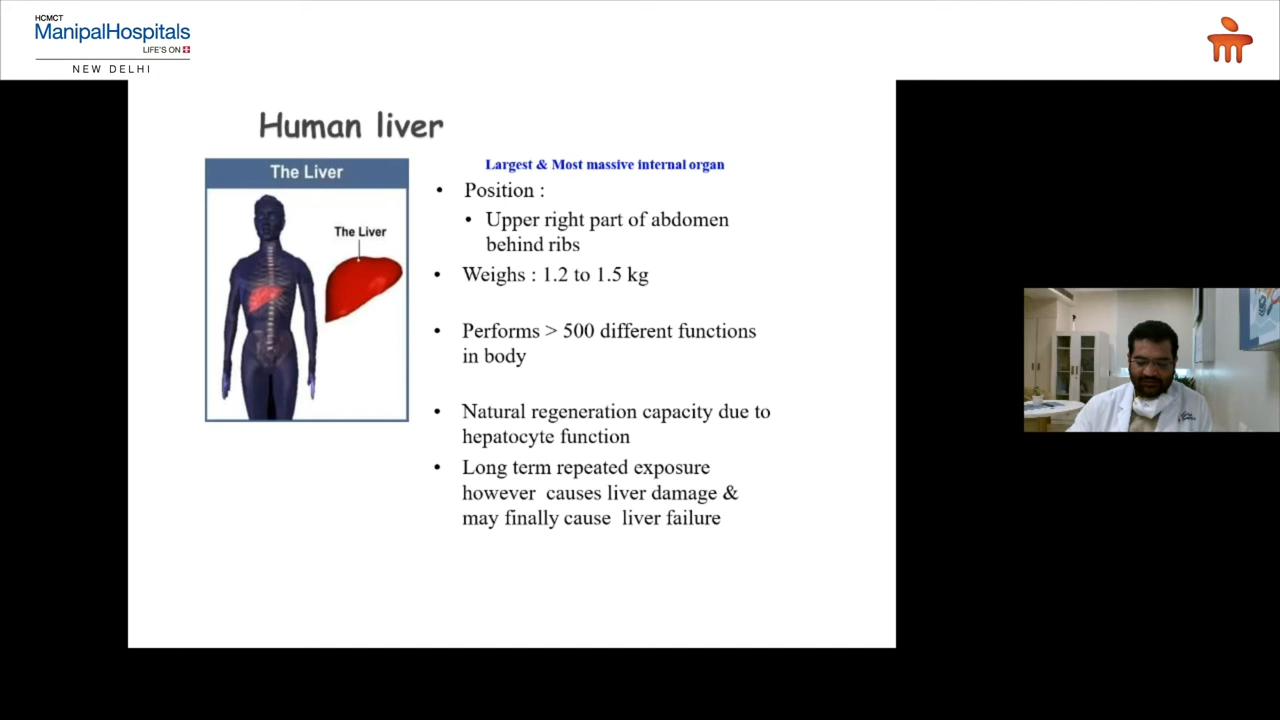 HCMCT
ManipalHospitals
LIFE'S ON
NEW DELHI
Human liver
The Liver
The Liver
Largest & Most massive internal organ
• Position :
• Upper right part of abdomen
behind ribs
• Weighs : 1.2 to 1.5 kg
• Performs > 500 different functions
in body
• Natural regeneration capacity due to
hepatocyte function
• Long term repeated exposure
however causes liver damage &
may finally cause liver failure